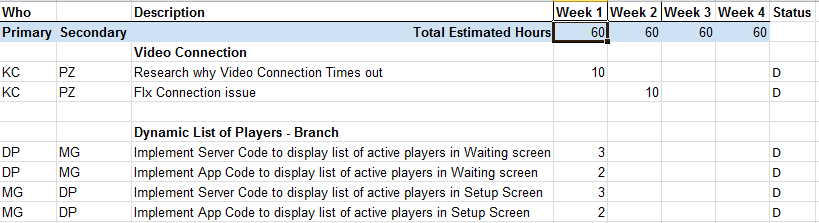 Who Description Week 1 Week 2 Week 3 Week 4 Status
Primary Secondary Total Estimated Hours 60 60 60 60
Video Connection
KC PZ Research why Video Connection Times out 10 D
KC PZ FIx Connection issue 10 D
Dynamic List of Players - Branch
DP MG Implement Server Code to display list of active players in Waiting screen 3 D
DP MG Implement App Code to display list of active players in Waiting screen 2 D
MG DP Implement Server Code to display list of active players in Setup Screen 3 D
MG DP Implement App Code to display list of active players in Setup Screen 2 D